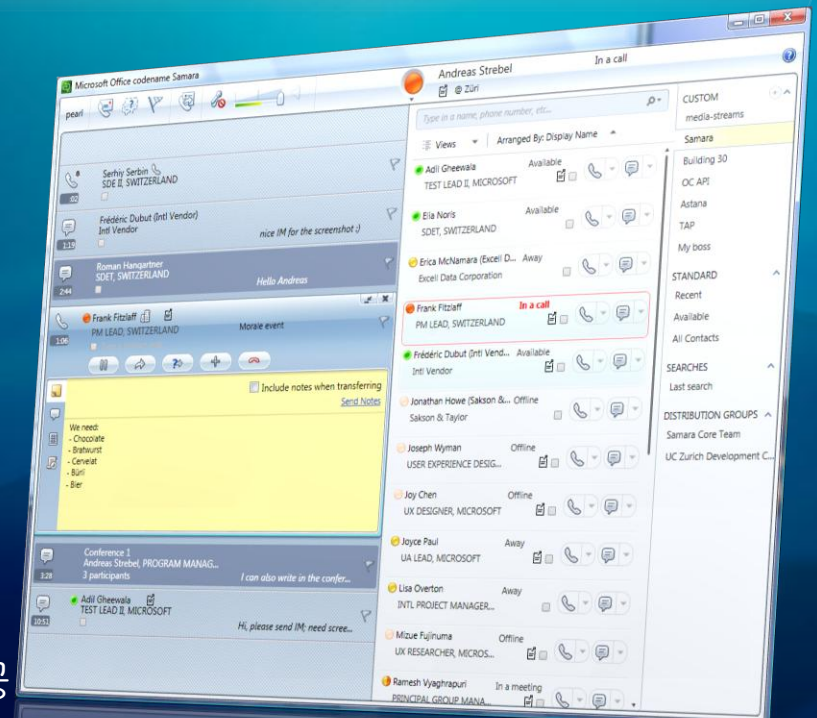 Microsoft Office codename Samara
pearl
Andreas Strebel
In a call
@ Züri
Serhiy Serbin
SDE II, SWITZERLAND
:02
Frédéric Dubut (Intl Vendor)
Intl Vendor
nice IM for the screenshot ;)
1:19
Roman Hangartner
SDET, SWITZERLAND
Hello Andreas
2:44
Frank Fitzlaff
PM LEAD, SWITZERLAND
Morale event
1:06
Include notes when transferring
Send Notes
We need:
- Chocolate
- Bratwurst
- Cervelat
- Bürli
- Bier
Conference 1
Andreas Strebel, PROGRAM MANAG...
3 participants
I can also write in the confer...
3:28
Adil Gheewala
TEST LEAD II, MICROSOFT
Hi, please send IM; need scree...
10:51
Type in a name, phone number, etc...
Views
Arranged By: Display Name
Adil Gheewala Available
TEST LEAD II, MICROSOFT
Elia Noris Available
SDET, SWITZERLAND
Erica McNamara (Excell D... Away
Excell Data Corporation
Frank Fitzlaff In a call
PM LEAD, SWITZERLAND
Frédéric Dubut (Intl Vend... Available
Intl Vendor
Jonathan Howe (Sakson &... Offline
Sakson & Taylor
Joseph Wyman Offline
USER EXPERIENCE DESIG...
Joy Chen Offline
UX DESIGNER, MICROSOFT
Joyce Paul Away
UA LEAD, MICROSOFT
Lisa Overton Away
INTL PROJECT MANAGER...
Mizue Fujinuma Offline
UX RESEARCHER, MICROS...
Ramesh Vyaghrapuri In a meeting
PRINCIPAL GROUP MANA...
CUSTOM
media-streams
Samara
Building 30
OC API
Astana
TAP
My boss
STANDARD
Recent
Available
All Contacts
SEARCHES
Last search
DISTRIBUTION GROUPS
Samara Core Team
UC Zurich Development C...